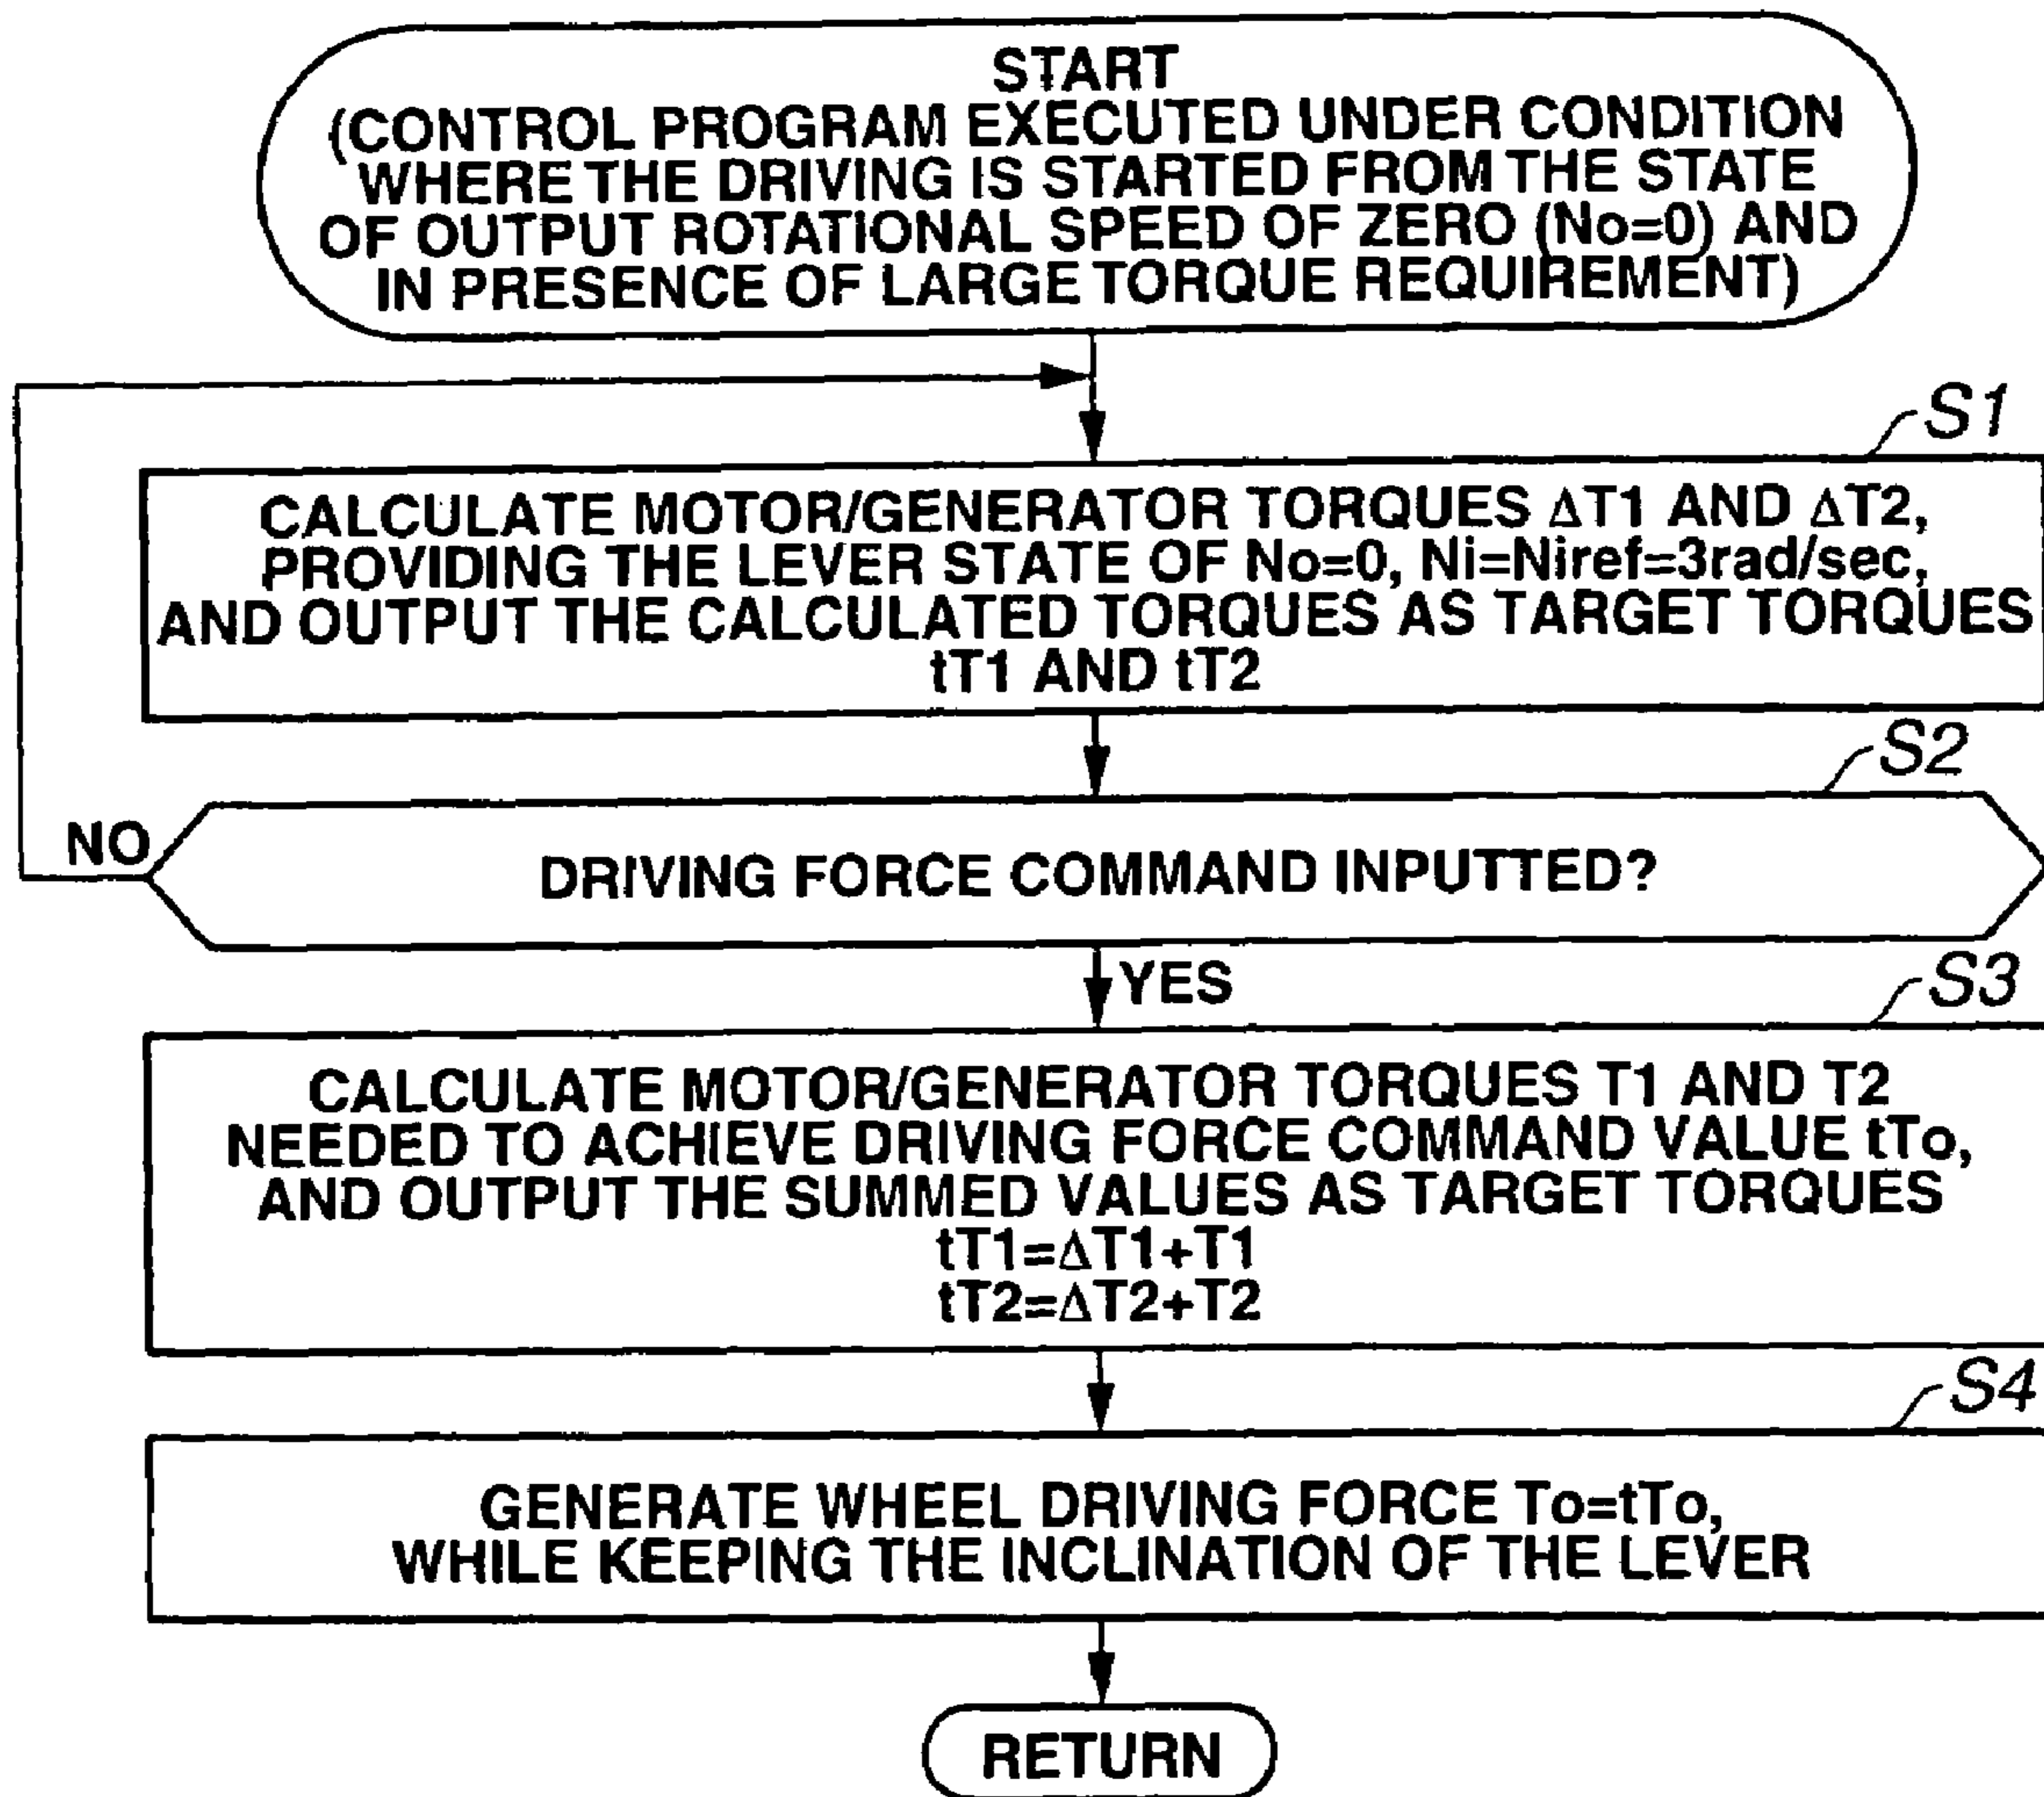 START
(CONTROL PROGRAM EXECUTED UNDER CONDITION
WHERE THE DRIVING IS STARTED FROM THE STATE
OF OUTPUT ROTATIONAL SPEED OF ZERO (No=0) AND
IN PRESENCE OF LARGE TORQUE REQUIREMENT)
S1
CALCULATE MOTOR/GENERATOR TORQUES ΔT1 AND ΔT2,
PROVIDING THE LEVER STATE OF No=0, Ni=Niref=3rad/sec,
AND OUTPUT THE CALCULATED TORQUES AS TARGET TORQUES
tT1 AND tT2
S2
NO
DRIVING FORCE COMMAND INPUTTED?
YES
S3
CALCULATE MOTOR/GENERATOR TORQUES T1 AND T2
NEEDED TO ACHIEVE DRIVING FORCE COMMAND VALUE tTo,
AND OUTPUT THE SUMMED VALUES AS TARGET TORQUES
tT1=ΔT1+T1
tT2=ΔT2+T2
S4
GENERATE WHEEL DRIVING FORCE To=tTo,
WHILE KEEPING THE INCLINATION OF THE LEVER
RETURN